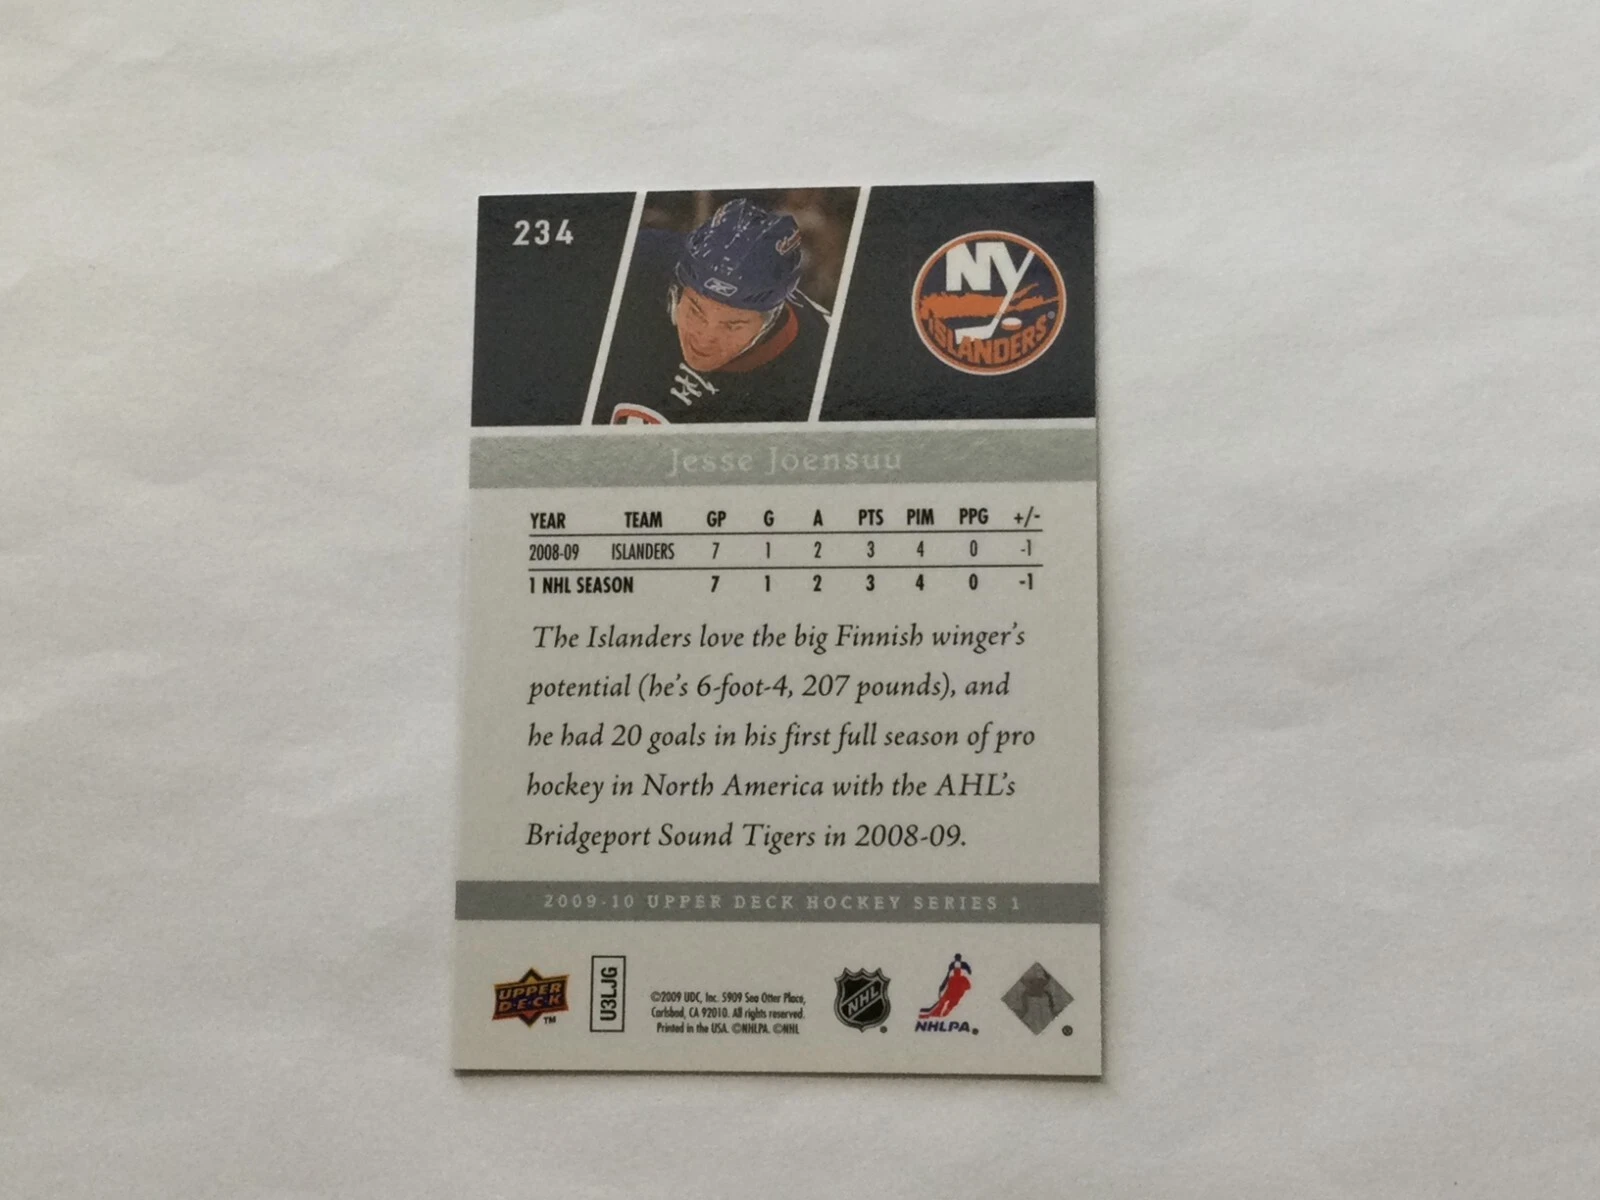 234
NY
ISLANDERS
Jesse Joensuu
YEAR TEAM GP G A PTS PIM PPG +/-
2008-09 ISLANDERS 7 1 2 3 4 0 -1
1 NHL SEASON 7 1 2 3 4 0 -1
The Islanders love the big Finnish winger's
potential (he's 6-foot-4, 207 pounds), and
he had 20 goals in his first full season of pro
hockey in North America with the AHL's
Bridgeport Sound Tigers in 2008-09.
2009-10 UPPER DECK HOCKEY SERIES 1
UPPER
DECK
TM
U3LJG
©2009 UDC, Inc. 5909 Sea Otter Place,
Carlsbad, CA 92010. All rights reserved.
Printed in the USA. ©NHLPA. ©NHL
NHL
®
NHLPA®
®